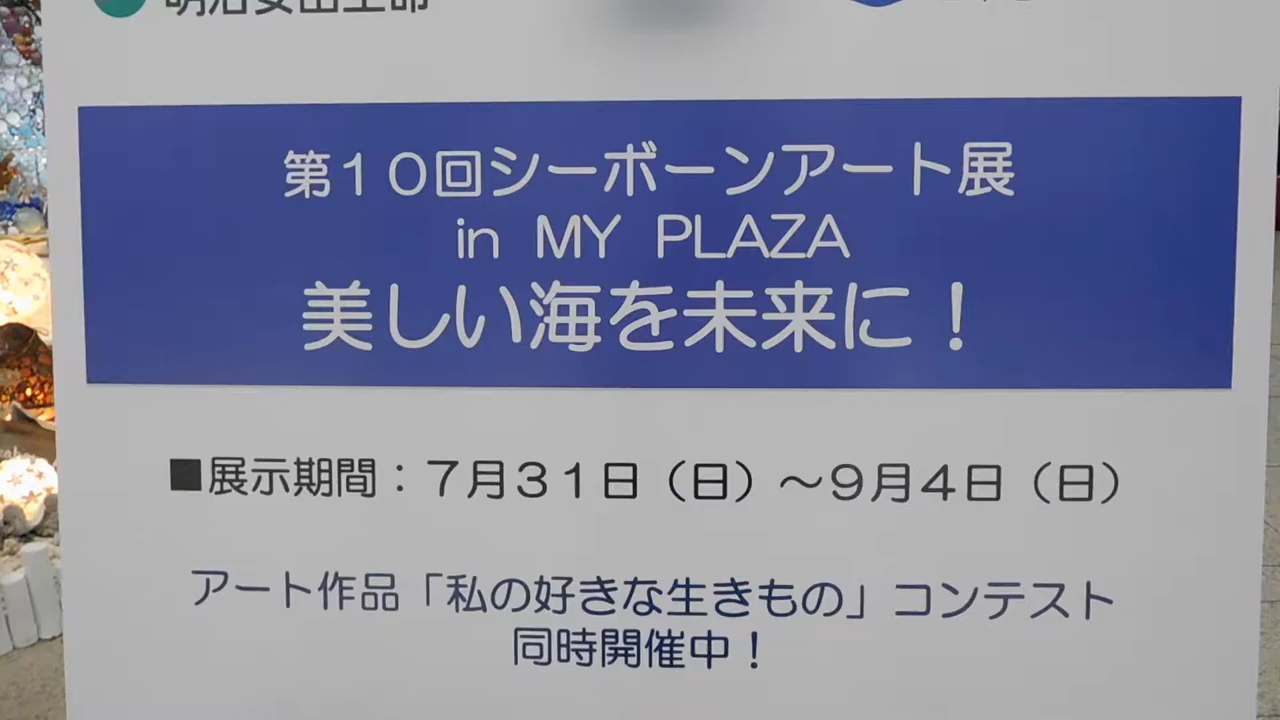 明治安田生命
第１０回シーボーンアート展
in MY PLAZA
美しい海を未来に！
■展示期間：７月３１日（日）～９月４日（日）
アート作品「私の好きな生きもの」コンテスト
同時開催中！